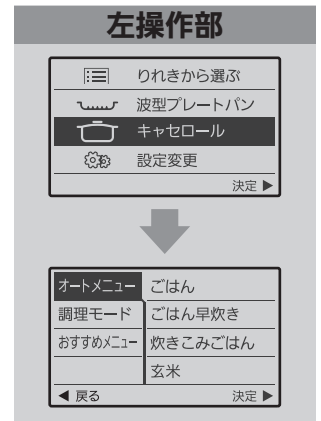 左操作部
りれきから選ぶ
波型プレートパン
キャセロール
設定変更
決定 ▶
オートメニュー ごはん
調理モード ごはん早炊き
おすすめメニュー 炊きこみごはん
玄米
◀ 戻る 決定 ▶